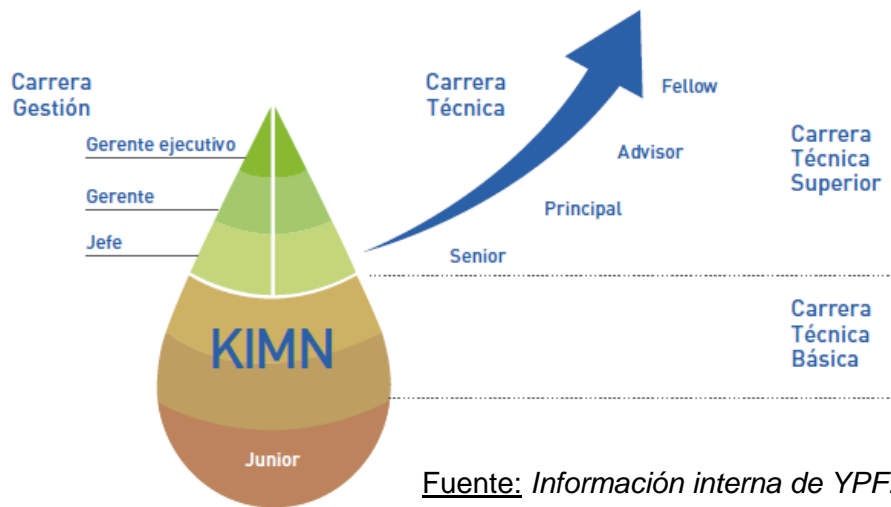 Carrera
Gestión
Gerente ejecutivo
Gerente
Jefe
KIMN
Junior
Carrera
Técnica
Fellow
Advisor
Principal
Senior
Carrera
Técnica
Superior
Carrera
Técnica
Básica
Fuente: Información interna de YPF.